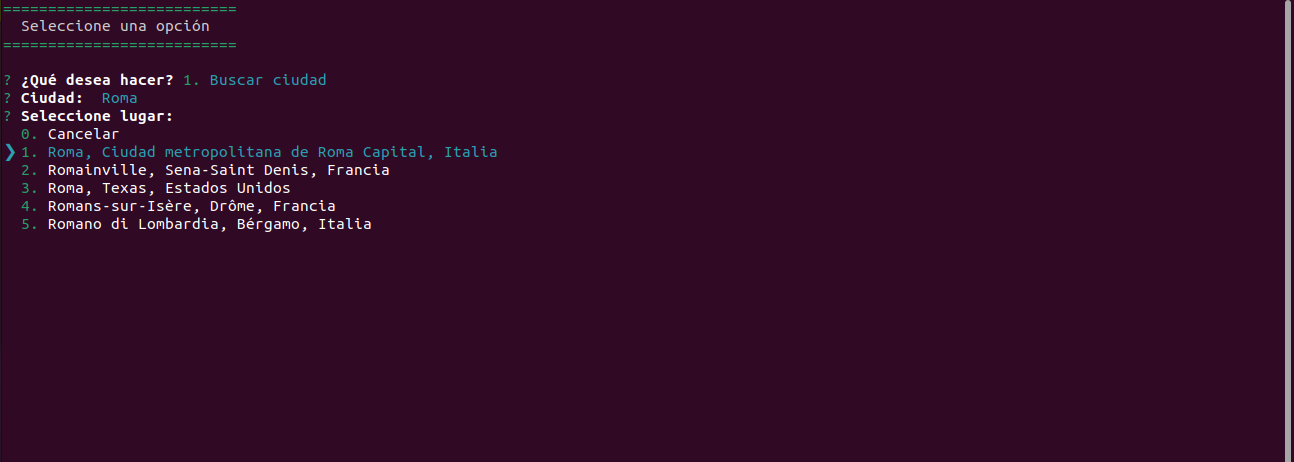 ==========================
Seleccione una opción
==========================
? ¿Qué desea hacer? 1. Buscar ciudad
? Ciudad: Roma
? Seleccione lugar:
0. Cancelar
❯ 1. Roma, Ciudad metropolitana de Roma Capital, Italia
2. Romainville, Sena-Saint Denis, Francia
3. Roma, Texas, Estados Unidos
4. Romans-sur-Isère, Drôme, Francia
5. Romano di Lombardia, Bérgamo, Italia